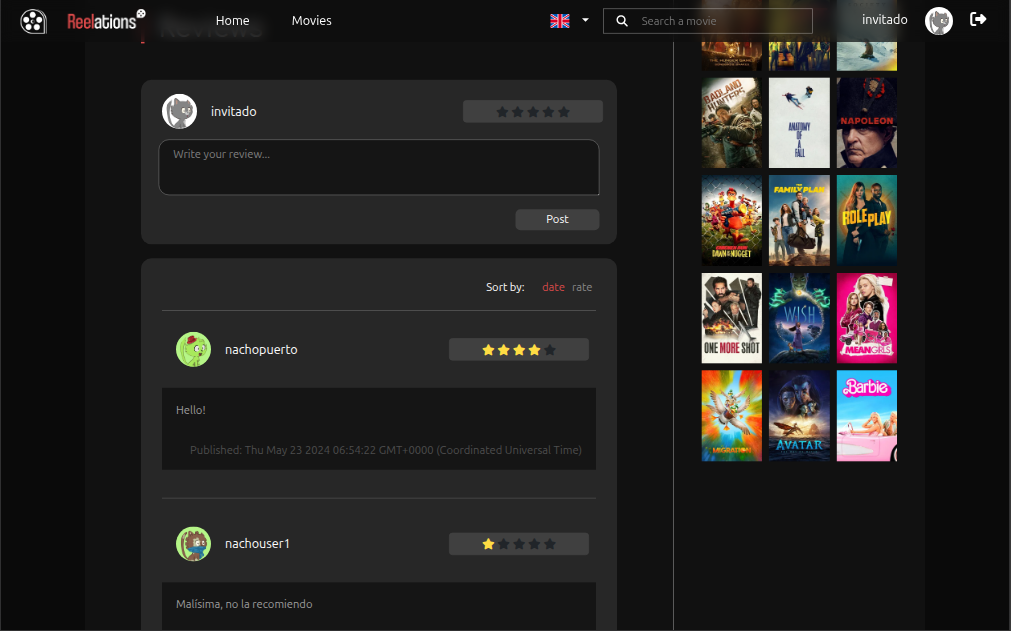 Reelations
Home
Movies
Search a movie
invitado
Reviews
invitado
Write your review...
Post
Sort by:
date
rate
nachopuerto
Hello!
Published: Thu May 23 2024 06:54:22 GMT+0000 (Coordinated Universal Time)
nachouser1
Malísima, no la recomiendo
BADLAND
HUNTERS
ANATOMY
OF A
FALL
NAPOLEON
DAWN OF THE
NUGGET
THE
FAMILY PLAN
ROLE PLAY
ONE MORE SHOT
WISH
MEAN GIRLS
MIGRATION
AVATAR
Barbie